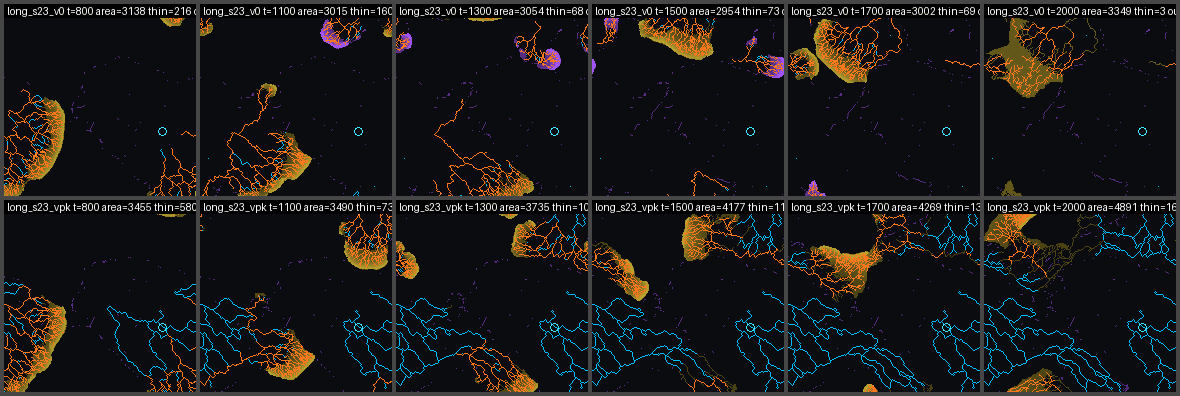 long_s23_v0 t=800 area=3138 thin=216
long_s23_v0 t=1100 area=3015 thin=160
long_s23_v0 t=1300 area=3054 thin=68
long_s23_v0 t=1500 area=2954 thin=73
long_s23_v0 t=1700 area=3002 thin=69
long_s23_v0 t=2000 area=3349 thin=3 ou
long_s23_vpk t=800 area=3455 thin=580
long_s23_vpk t=1100 area=3490 thin=73
long_s23_vpk t=1300 area=3735 thin=10
long_s23_vpk t=1500 area=4177 thin=11
long_s23_vpk t=1700 area=4269 thin=13
long_s23_vpk t=2000 area=4891 thin=16